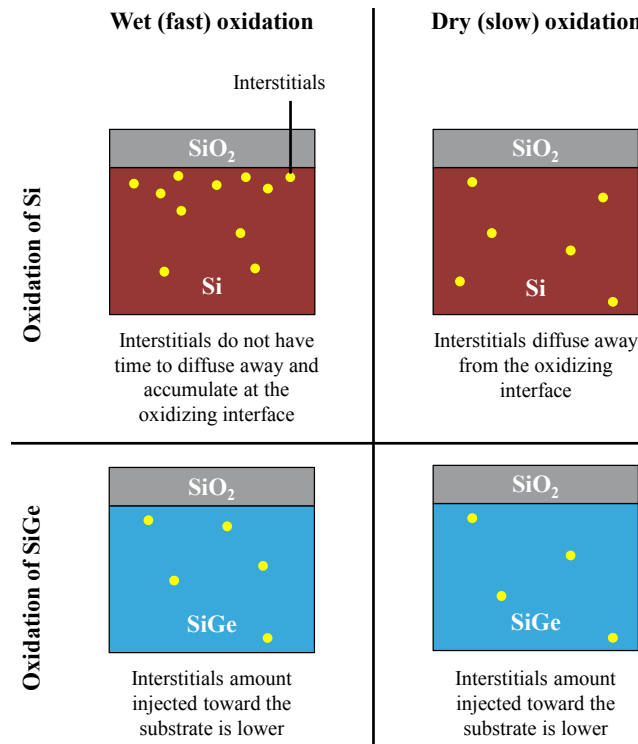 Wet (fast) oxidation
Dry (slow) oxidation
Interstitials
Oxidation of Si
SiO2
Si
Interstitials do not have
time to diffuse away and
accumulate at the
oxidizing interface
SiO2
Si
Interstitials diffuse away
from the oxidizing
interface
Oxidation of SiGe
SiO2
SiGe
Interstitials amount
injected toward the
substrate is lower
SiO2
SiGe
Interstitials amount
injected toward the
substrate is lower